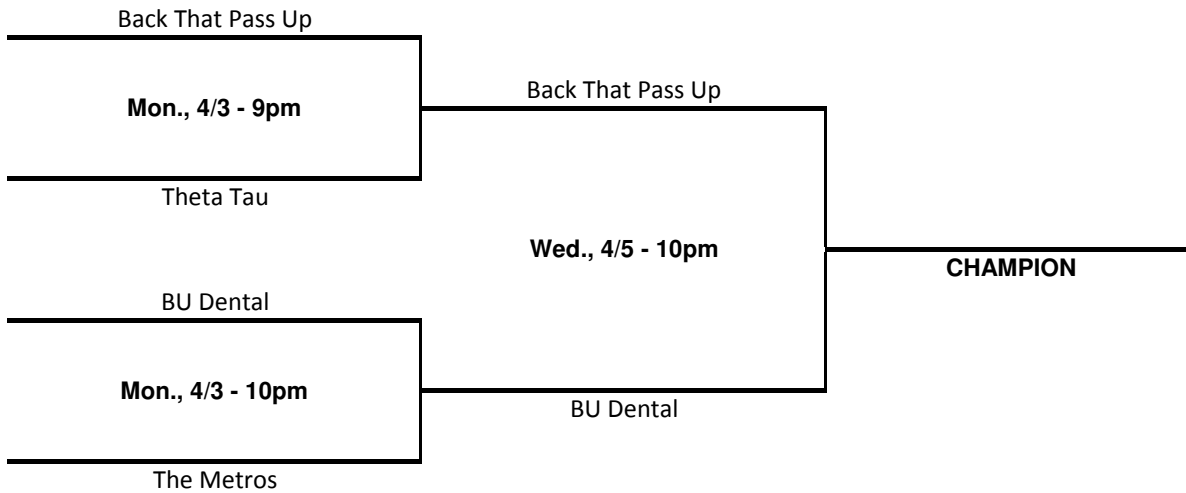 Back That Pass Up
Mon., 4/3 - 9pm
Theta Tau
Back That Pass Up
Wed., 4/5 - 10pm
CHAMPION
BU Dental
Mon., 4/3 - 10pm
BU Dental
The Metros